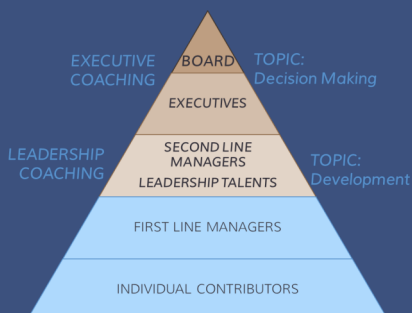 EXECUTIVE
COACHING
BOARD
TOPIC:
Decision Making
EXECUTIVES
LEADERSHIP
COACHING
SECOND LINE
MANAGERS
LEADERSHIP TALENTS
TOPIC:
Development
FIRST LINE MANAGERS
INDIVIDUAL CONTRIBUTORS